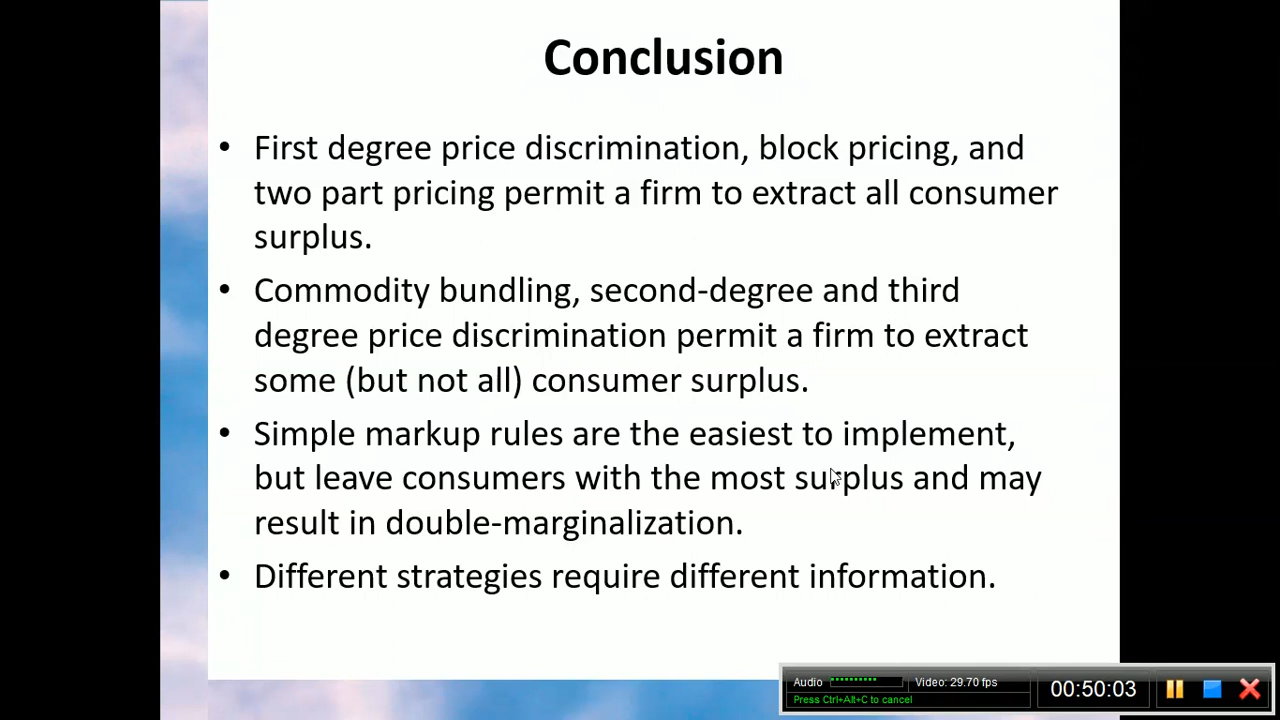 Conclusion
• First degree price discrimination, block pricing, and
two part pricing permit a firm to extract all consumer
surplus.
• Commodity bundling, second-degree and third
degree price discrimination permit a firm to extract
some (but not all) consumer surplus.
• Simple markup rules are the easiest to implement,
but leave consumers with the most surplus and may
result in double-marginalization.
• Different strategies require different information.
Audio Video: 29.70 fps
Press Ctrl+Alt+C to cancel
00:50:03